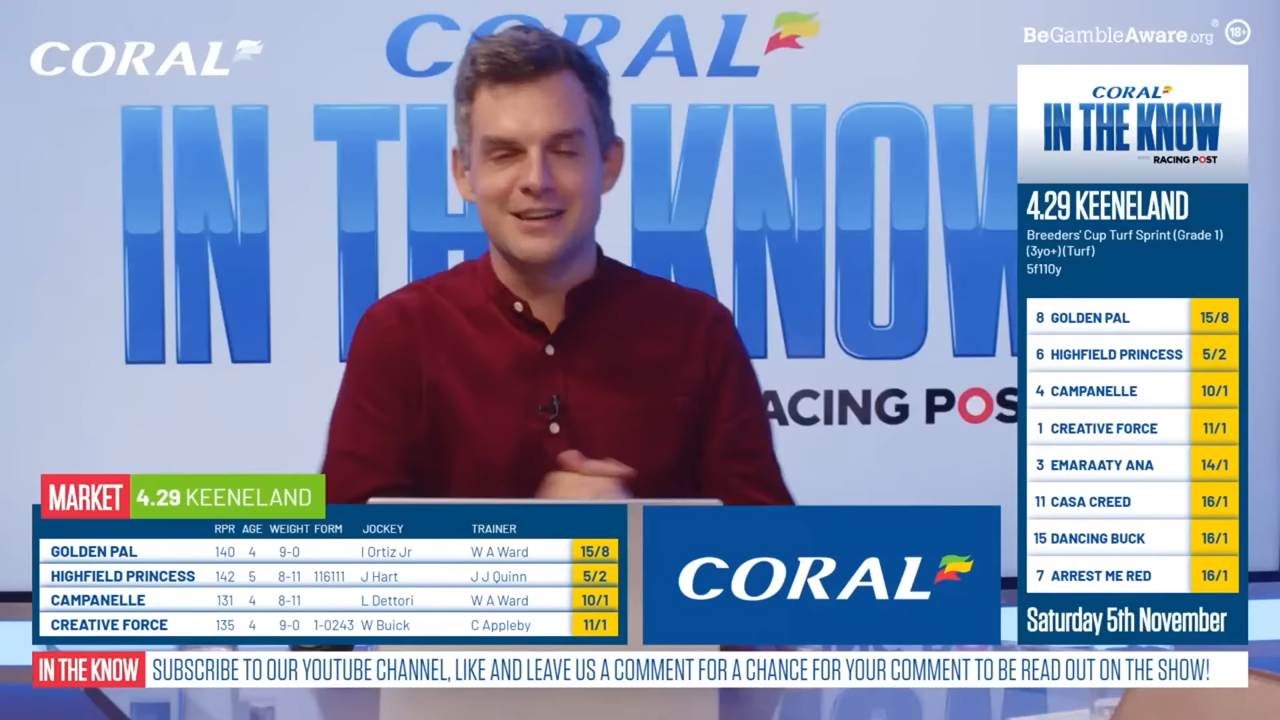 CORAL
CORAL
IN THE KNOW
ACING POS
BeGambleAware.org ® 18+
CORAL
IN THE KNOW
WITH RACING POST
4.29 KEENELAND
Breeders' Cup Turf Sprint (Grade 1)
(3yo+) (Turf)
5f110y
8 GOLDEN PAL 15/8
6 HIGHFIELD PRINCESS 5/2
4 CAMPANELLE 10/1
1 CREATIVE FORCE 11/1
3 EMARAATY ANA 14/1
11 CASA CREED 16/1
15 DANCING BUCK 16/1
7 ARREST ME RED 16/1
Saturday 5th November
MARKET 4.29 KEENELAND
RPR AGE WEIGHT FORM JOCKEY TRAINER
GOLDEN PAL 140 4 9-0 I Ortiz Jr W A Ward 15/8
HIGHFIELD PRINCESS 142 5 8-11 116111 J Hart J J Quinn 5/2
CAMPANELLE 131 4 8-11 L Dettori W A Ward 10/1
CREATIVE FORCE 135 4 9-0 1-0243 W Buick C Appleby 11/1
CORAL
IN THE KNOW SUBSCRIBE TO OUR YOUTUBE CHANNEL, LIKE AND LEAVE US A COMMENT FOR A CHANCE FOR YOUR COMMENT TO BE READ OUT ON THE SHOW!